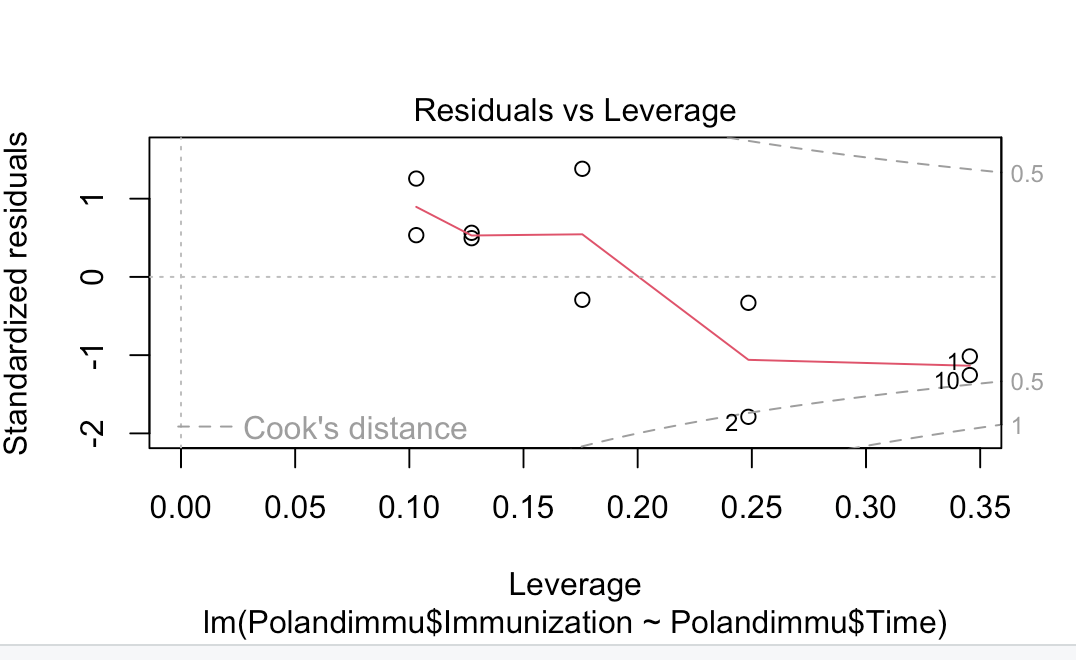 Residuals vs Leverage
Standardized residuals
1
0
-1
-2
0.5
0.5
1
1
10
2
Cook's distance
0.00 0.05 0.10 0.15 0.20 0.25 0.30 0.35
Leverage
lm(Polandimmu$Immunization ~ Polandimmu$Time)